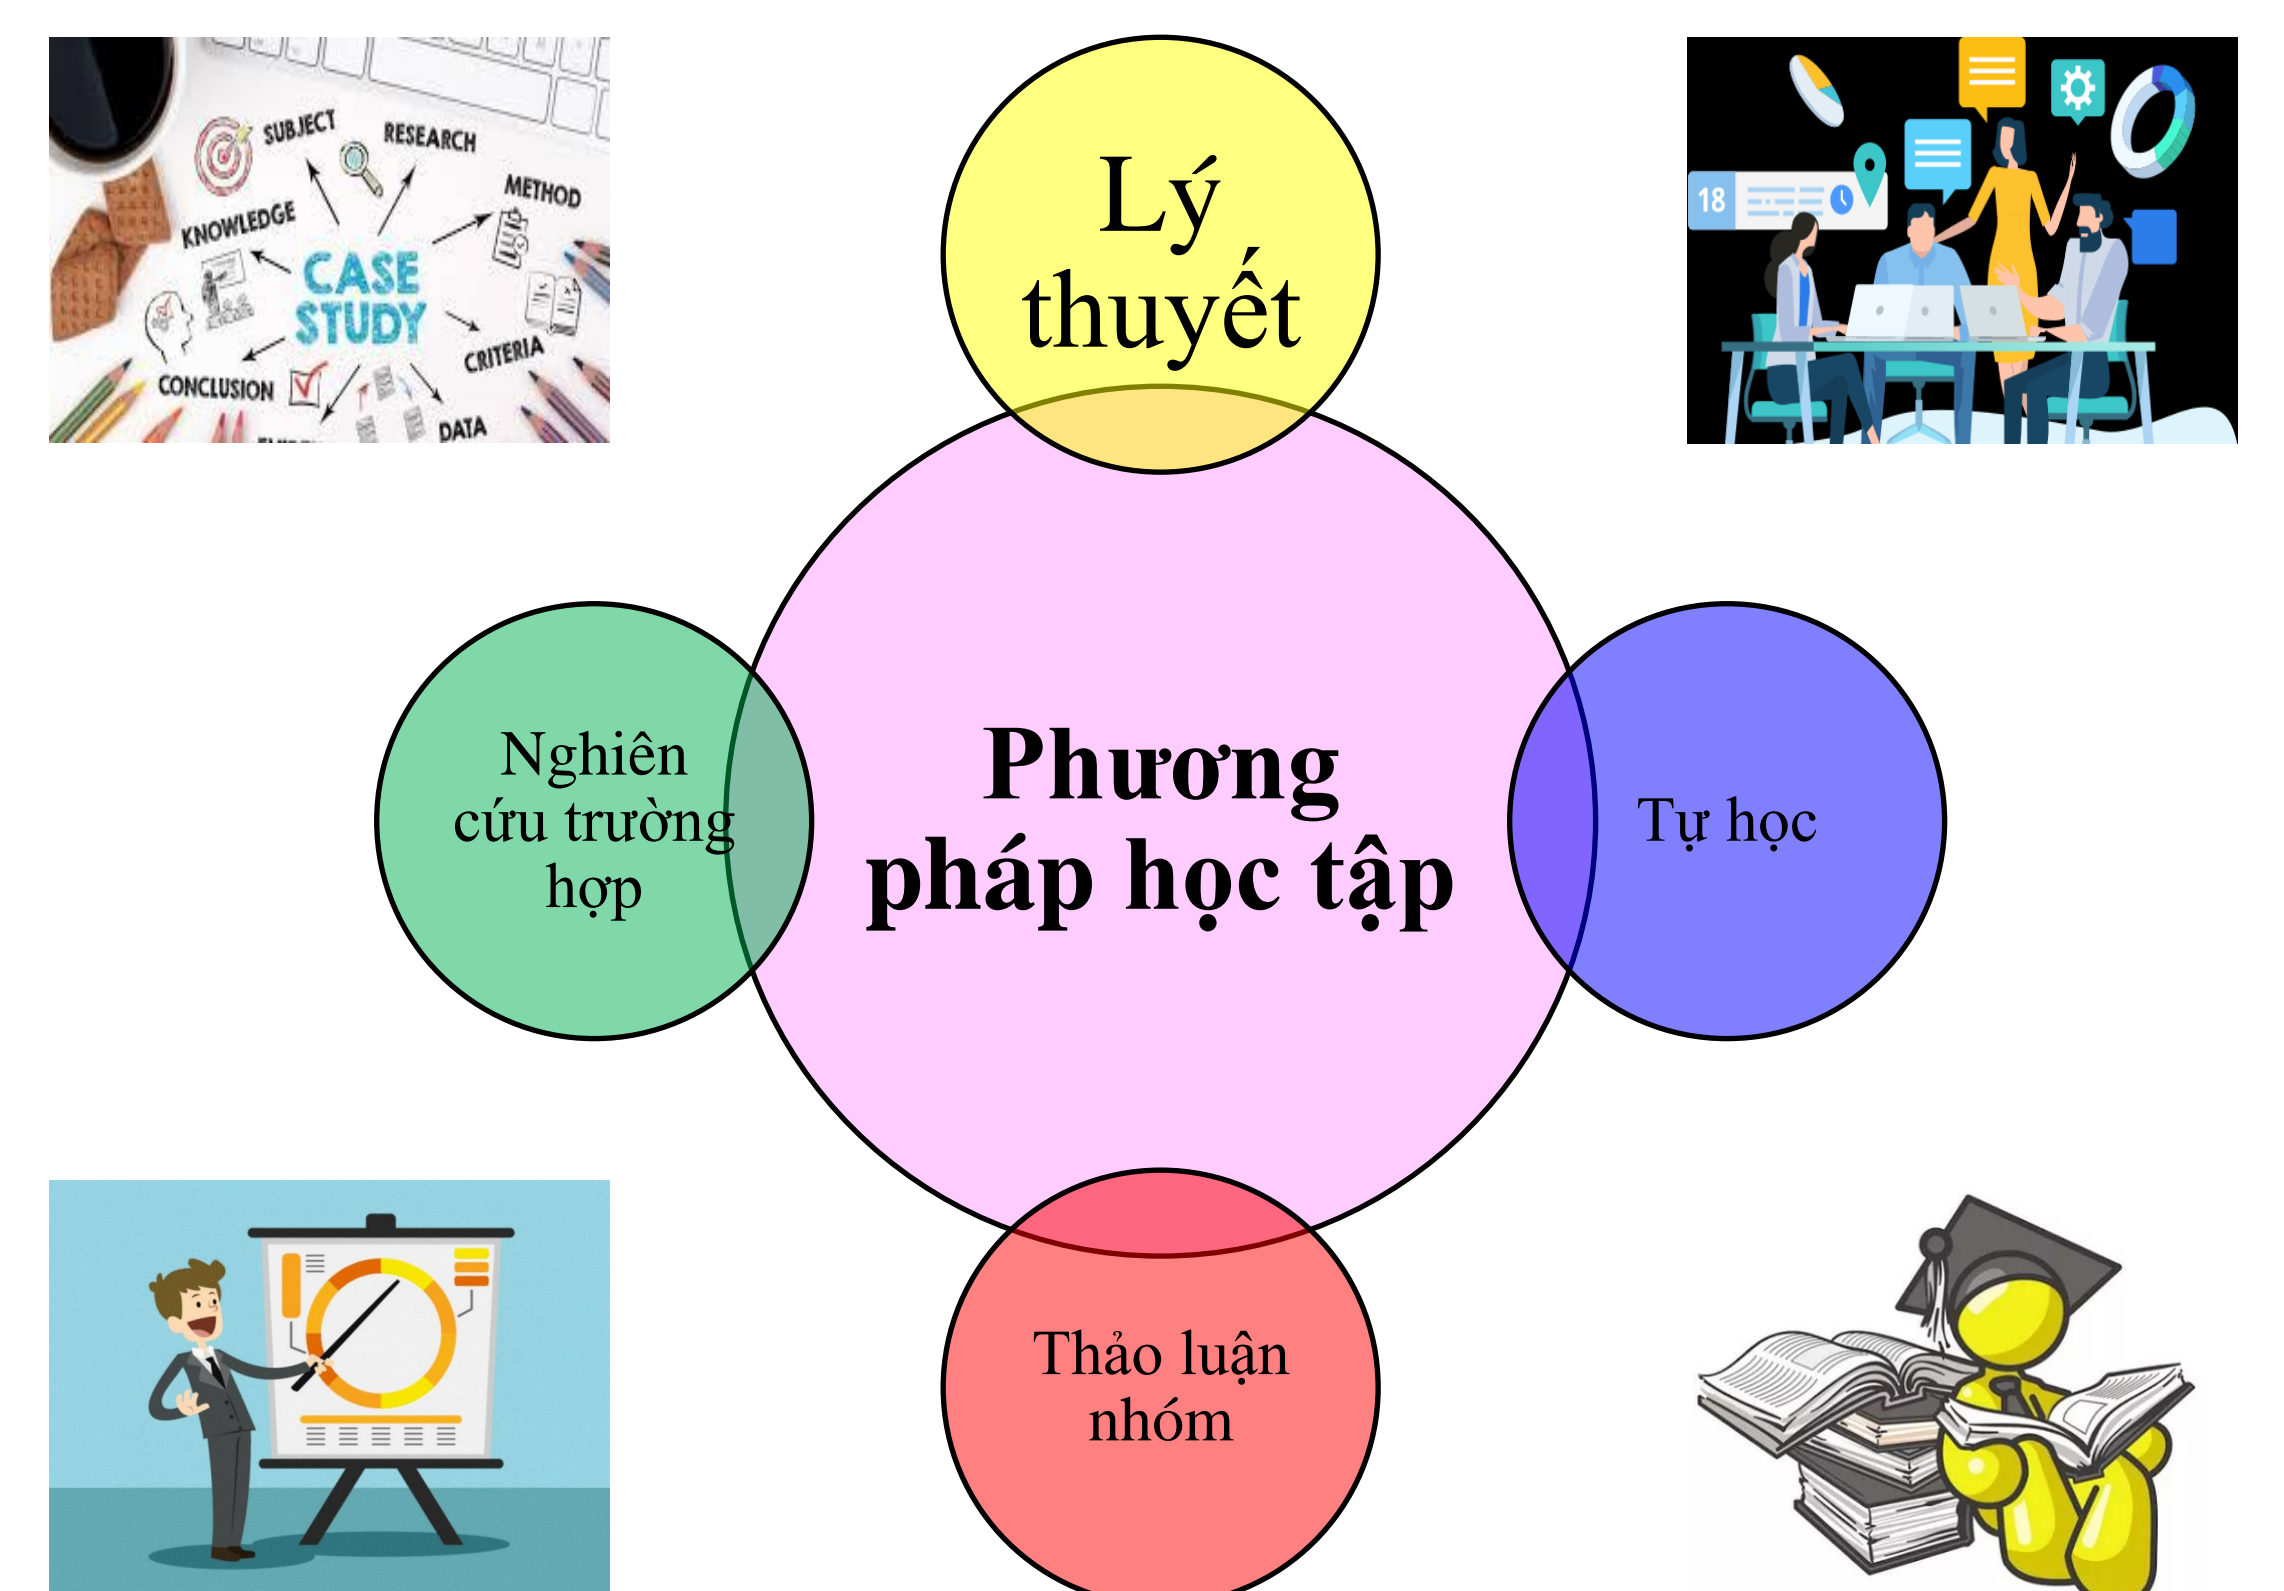 SUBJECT
RESEARCH
METHOD
KNOWLEDGE
CASE
STUDY
CRITERIA
CONCLUSION
DATA
Lý
thuyết
18
Nghiên
cứu trường
hợp
Phương
pháp học tập
Tự học
Thảo luận
nhóm